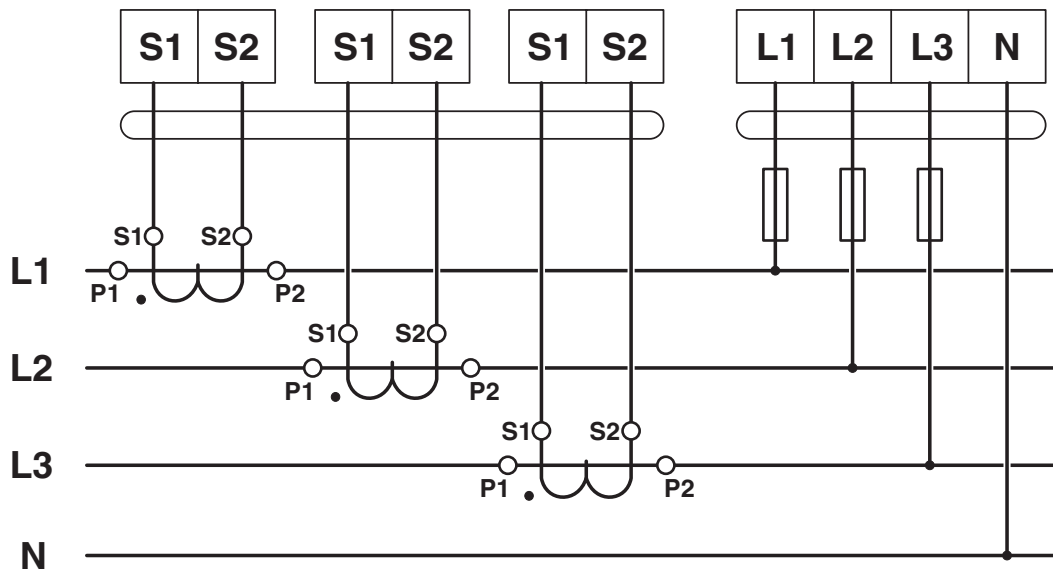 S1 S2 S1 S2 S1 S2 L1 L2 L3 N
S1 S2
L1
P1 P2
S1 S2
L2
P1 P2
S1 S2
L3
P1 P2
N